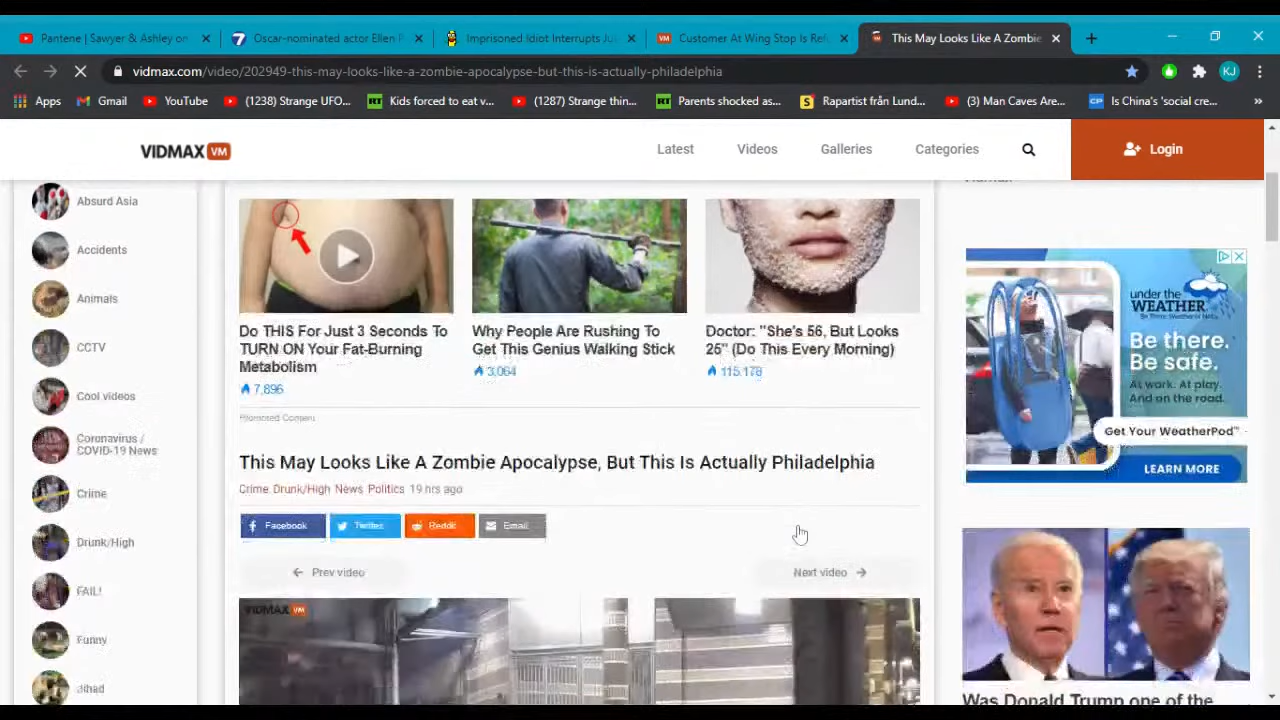 Pantene | Sawyer & Ashley on
Oscar-nominated actor Ellen P
Imprisoned Idiot Interrupts Ju
Customer At Wing Stop Is Ref
This May Looks Like A Zombie
vidmax.com/video/202949-this-may-looks-like-a-zombie-apocalypse-but-this-is-actually-philadelphia
KJ
Apps
Gmail
YouTube
(1238) Strange UFO...
RT
Kids forced to eat v...
(1287) Strange thin...
RT
Parents shocked as...
S
Rapartist från Lund...
(3) Man Caves Are...
CP
Is China's 'social cre...
VIDMAX VM
Latest
Videos
Galleries
Categories
Login
Absurd Asia
Accidents
Animals
CCTV
Cool videos
Coronavirus /
COVID-19 News
Crime
Drunk/High
FAIL!
Funny
Jihad
Do THIS For Just 3 Seconds To
TURN ON Your Fat-Burning
Metabolism
7,896
Why People Are Rushing To
Get This Genius Walking Stick
3,064
Doctor: "She's 56, But Looks
25" (Do This Every Morning)
115,178
This May Looks Like A Zombie Apocalypse, But This Is Actually Philadelphia
Crime Drunk/High News Politics 19 hrs ago
Facebook
Twitter
Reddit
Email
Prev video
Next video
VIDMAX VM
under the
WEATHER
Be there.
Be safe.
At work. At play.
And on the road.
Get Your WeatherPod™
LEARN MORE
Was Donald Trump one of the